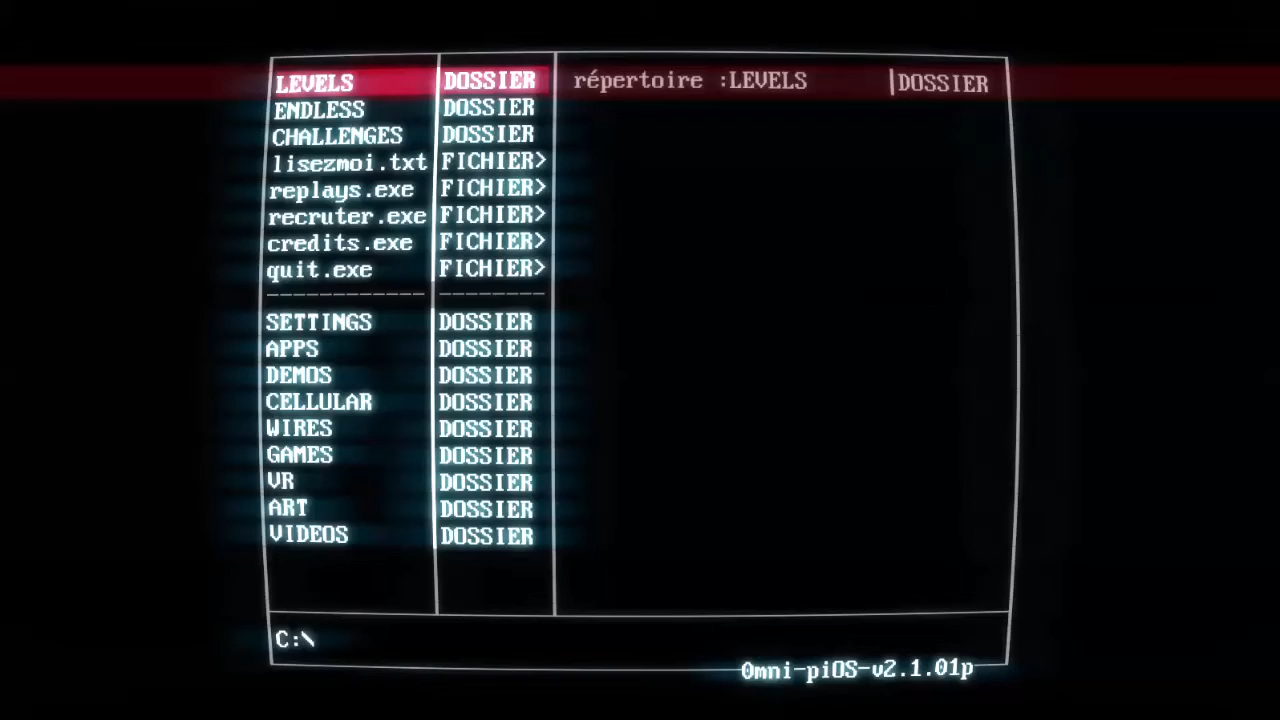 LEVELS DOSSIER répertoire :LEVELS DOSSIER
ENDLESS DOSSIER
CHALLENGES DOSSIER
lisezmoi.txt FICHIER>
replays.exe FICHIER>
recruter.exe FICHIER>
credits.exe FICHIER>
quit.exe FICHIER>
SETTINGS DOSSIER
APPS DOSSIER
DEMOS DOSSIER
CELLULAR DOSSIER
WIRES DOSSIER
GAMES DOSSIER
VR DOSSIER
ART DOSSIER
VIDEOS DOSSIER
C:\
Omni-piOS-v2.1.01p